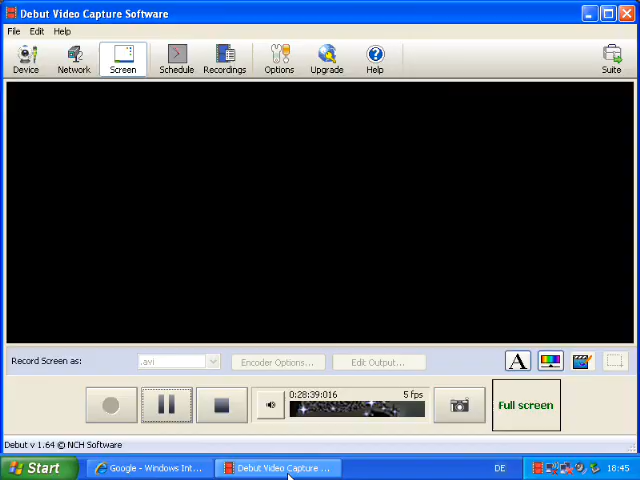 Debut Video Capture Software
File Edit Help
Device Network Screen Schedule Recordings Options Upgrade Help Suite
Record Screen as: .avi Encoder Options... Edit Output... A
0:28:39:016 5 fps
Full screen
Debut v 1.64 © NCH Software
Start Google - Windows Int... Debut Video Capture ... DE 18:45